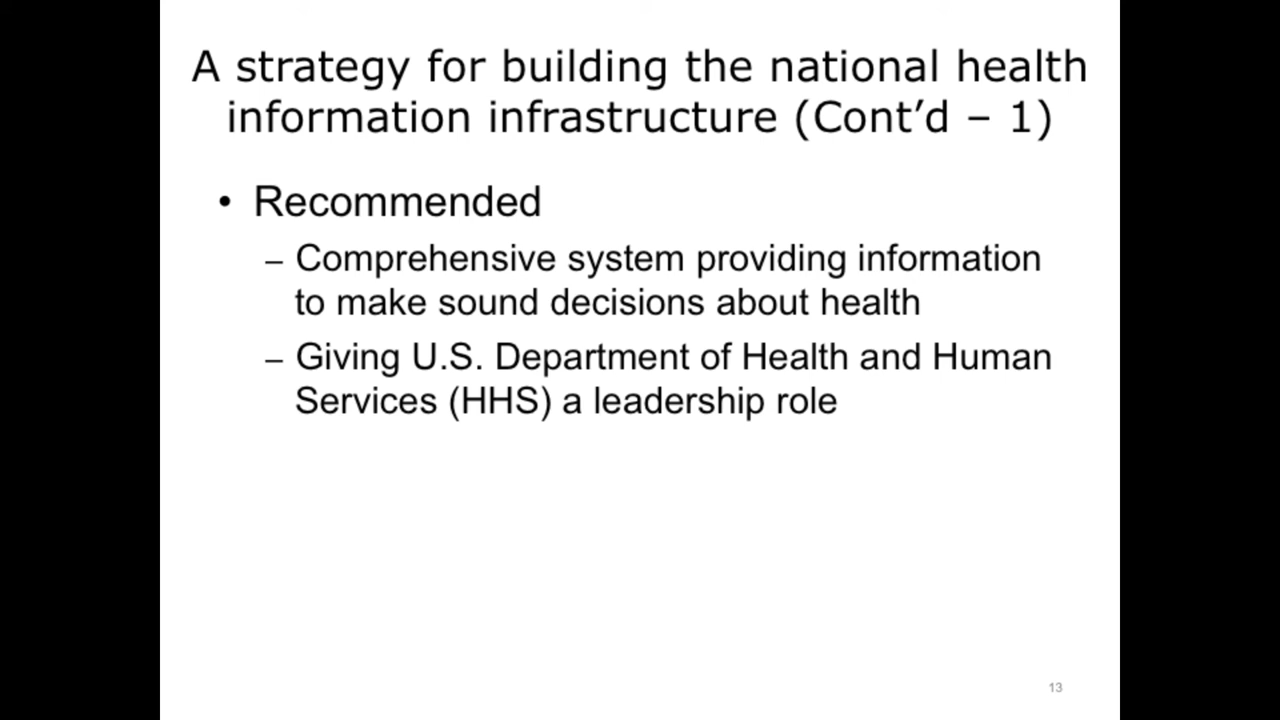 A strategy for building the national health
information infrastructure (Cont’d – 1)
• Recommended
– Comprehensive system providing information
to make sound decisions about health
– Giving U.S. Department of Health and Human
Services (HHS) a leadership role
13